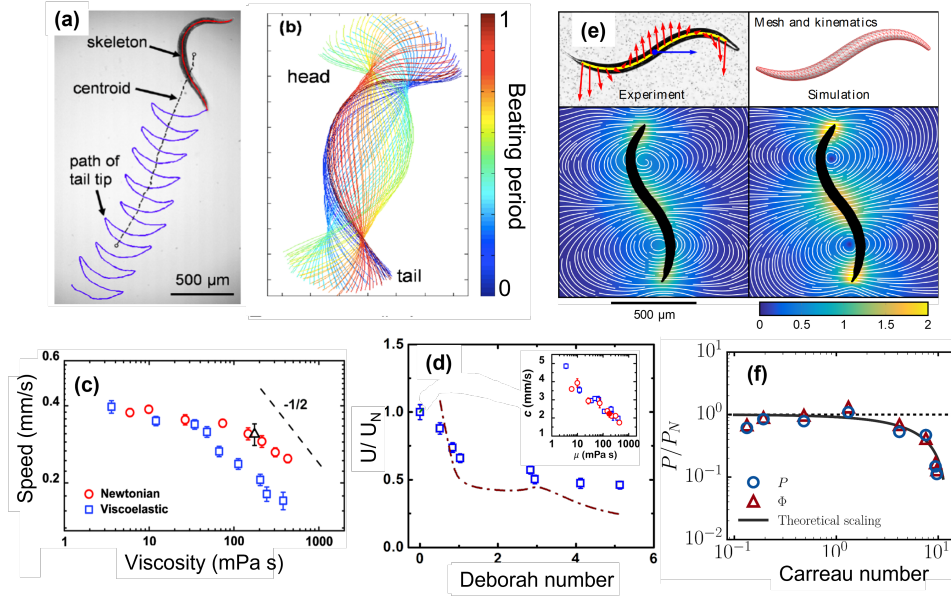 (a)
skeleton
centroid
path of
tail tip
500 µm
(b)
head
tail
1
Beating period
0
(e)
Experiment
Mesh and kinematics
Simulation
500 µm
0 0.5 1 1.5 2
(c)
Speed (mm/s)
0.6
0.4
0.2
-1/2
Newtonian
Viscoelastic
1 10 100 1000
Viscosity (mPa s)
(d)
U/ U_N
1.5
1.0
0.5
0.0
0 2 4 6
Deborah number
c (mm/s)
5
4
3
2
1
0
1 10 100 1000
μ (mPa s)
(f)
P/P_N
10^1
10^0
10^-1
10^-2
P
Φ
Theoretical scaling
10^-1 10^0 10^1
Carreau number